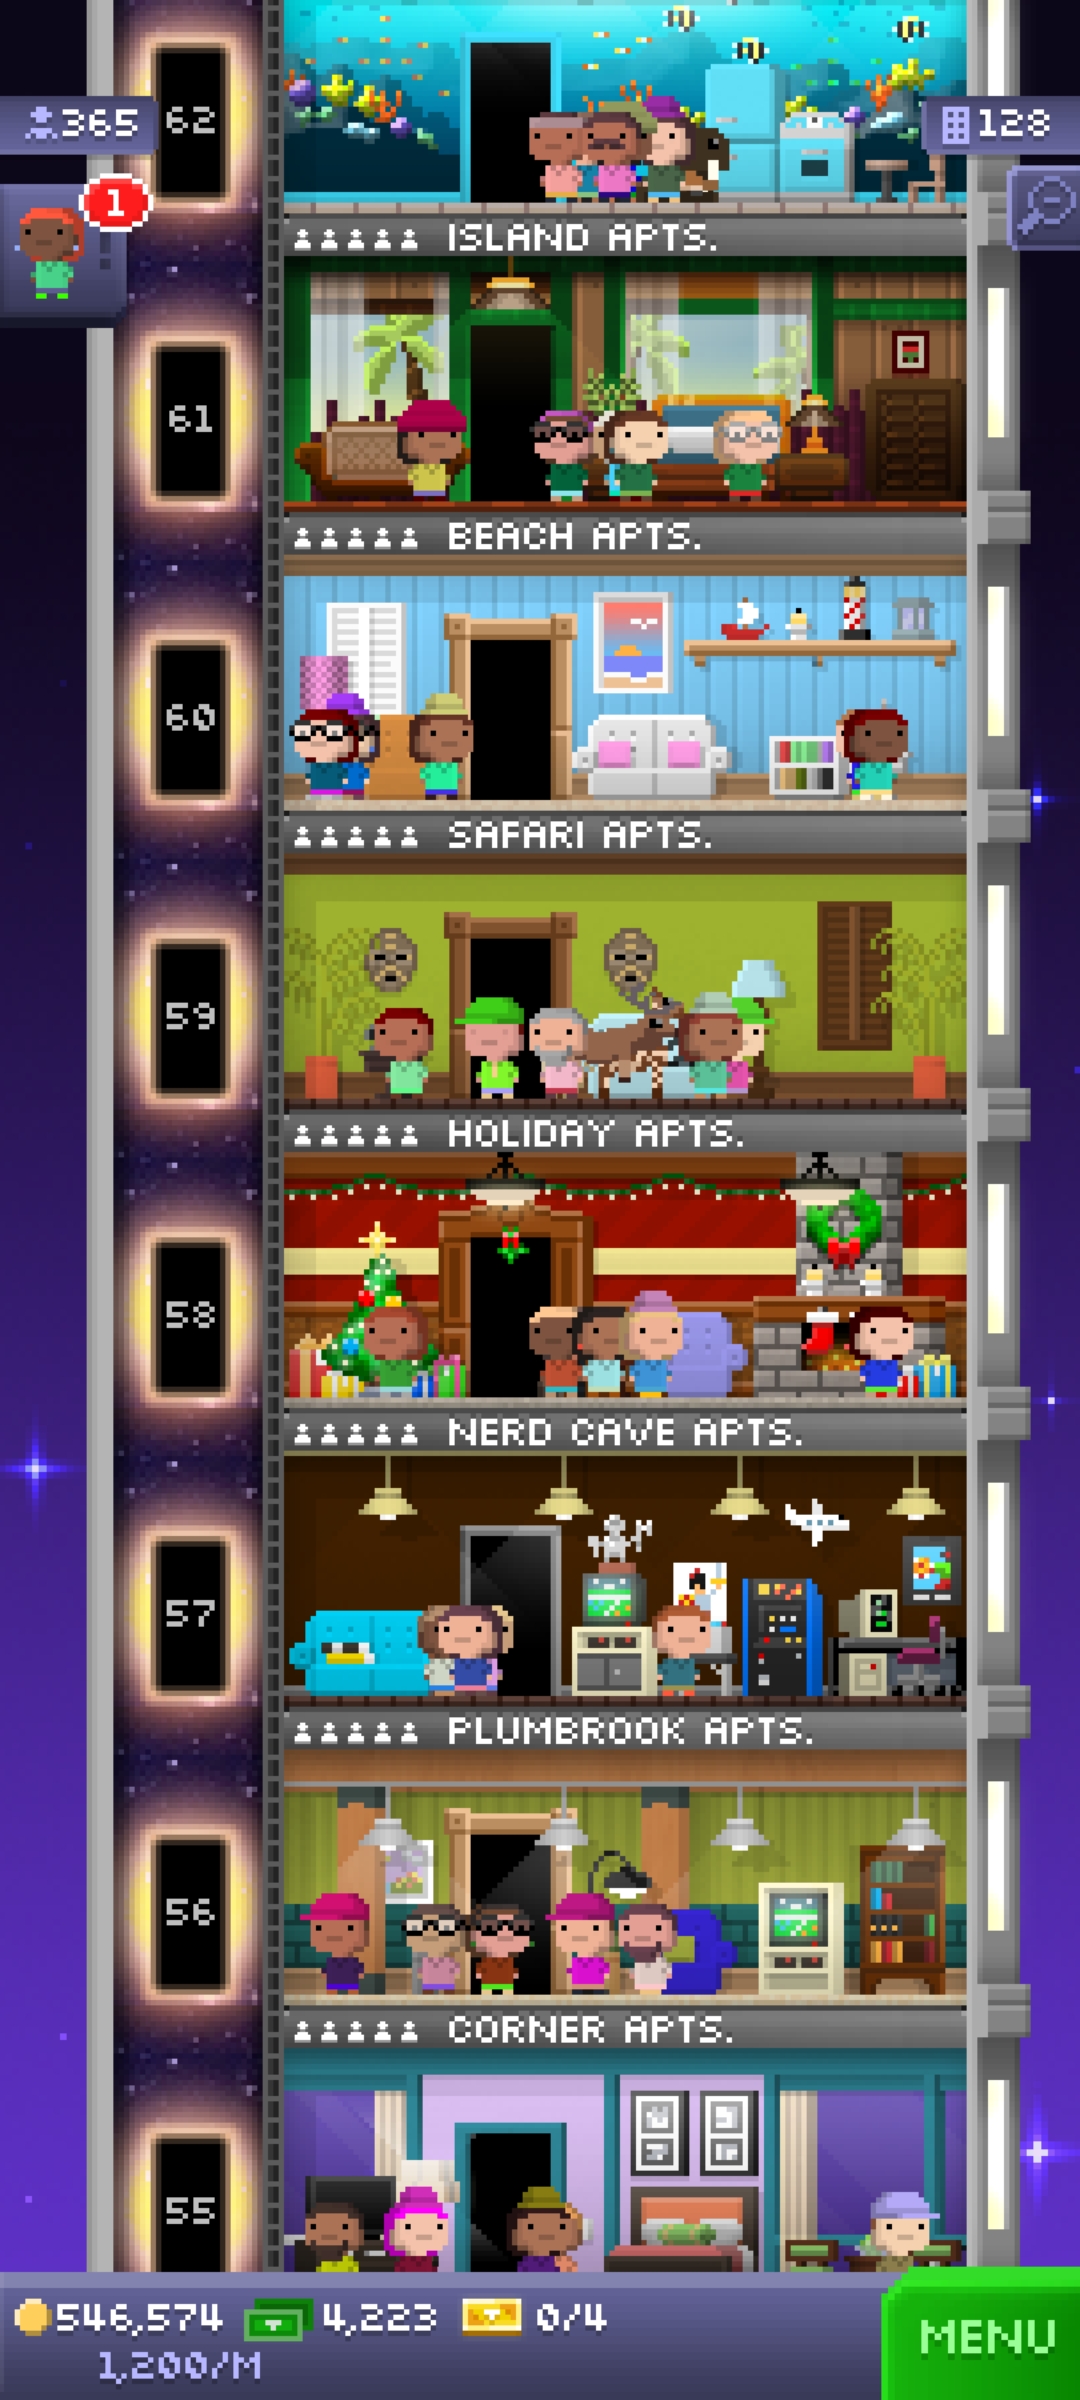 62
365
128
1
ISLAND APTS.
61
BEACH APTS.
60
SAFARI APTS.
59
HOLIDAY APTS.
58
NERD CAVE APTS.
57
PLUMBROOK APTS.
56
CORNER APTS.
55
546,574 4,223 0/4
1,200/M
MENU